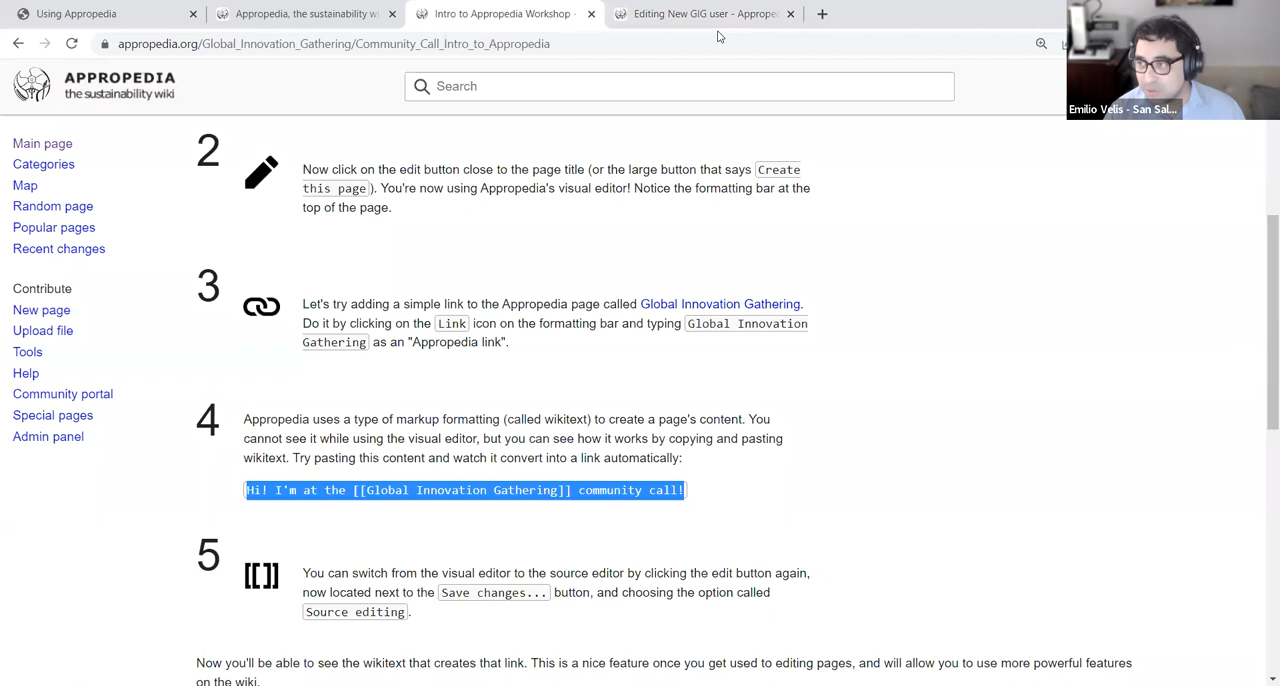 Using Appropedia
Appropedia, the sustainability wi
Intro to Appropedia Workshop -
Editing New GIG user - Approped
appropedia.org/Global_Innovation_Gathering/Community_Call_Intro_to_Appropedia
APPROPEDIA
the sustainability wiki
Search
Emilio Velis - San Sal...
Main page
Categories
Map
Random page
Popular pages
Recent changes
Contribute
New page
Upload file
Tools
Help
Community portal
Special pages
Admin panel
2
Now click on the edit button close to the page title (or the large button that says Create
this page). You're now using Appropedia's visual editor! Notice the formatting bar at the
top of the page.
3
Let's try adding a simple link to the Appropedia page called Global Innovation Gathering.
Do it by clicking on the Link icon on the formatting bar and typing Global Innovation
Gathering as an "Appropedia link".
4
Appropedia uses a type of markup formatting (called wikitext) to create a page's content. You
cannot see it while using the visual editor, but you can see how it works by copying and pasting
wikitext. Try pasting this content and watch it convert into a link automatically:
Hi! I'm at the [[Global Innovation Gathering]] community call!
5
[[]]
You can switch from the visual editor to the source editor by clicking the edit button again,
now located next to the Save changes... button, and choosing the option called
Source editing.
Now you'll be able to see the wikitext that creates that link. This is a nice feature once you get used to editing pages, and will allow you to use more powerful features
on the wiki.